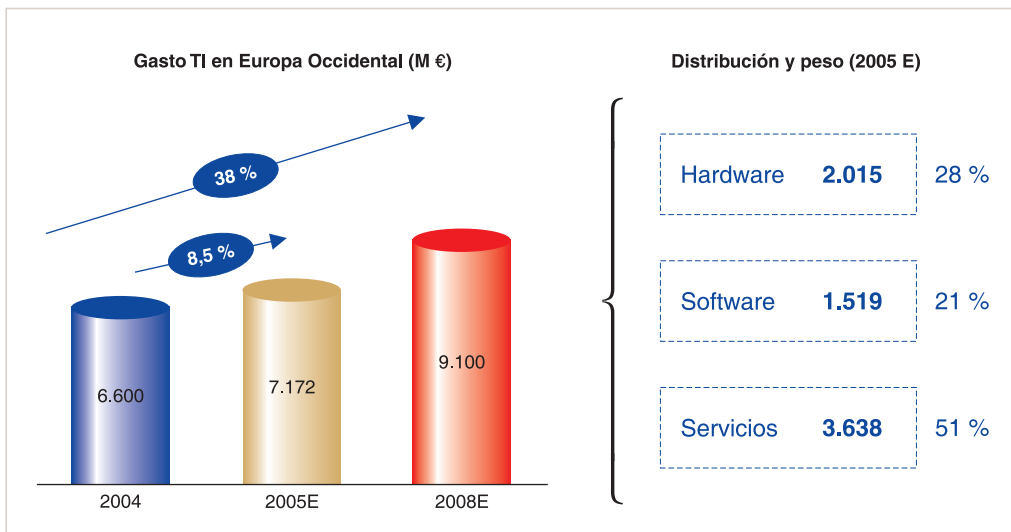 Gasto TI en Europa Occidental (M €)
38 %
8,5 %
6.600
7.172
9.100
2004
2005E
2008E
Distribución y peso (2005 E)
Hardware 2.015 28 %
Software 1.519 21 %
Servicios 3.638 51 %